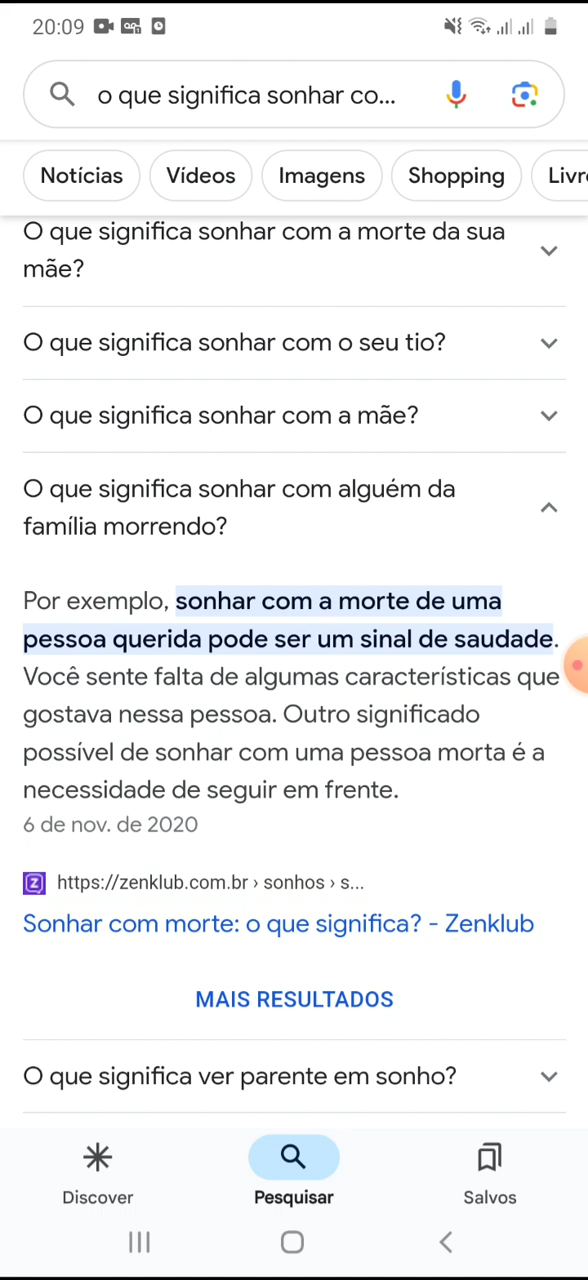 20:09
o que significa sonhar co...
Notícias Vídeos Imagens Shopping Livr
O que significa sonhar com a morte da sua
mãe?
O que significa sonhar com o seu tio?
O que significa sonhar com a mãe?
O que significa sonhar com alguém da
família morrendo?
Por exemplo, sonhar com a morte de uma
pessoa querida pode ser um sinal de saudade.
Você sente falta de algumas características que
gostava nessa pessoa. Outro significado
possível de sonhar com uma pessoa morta é a
necessidade de seguir em frente.
6 de nov. de 2020
https://zenklub.com.br › sonhos › s...
Sonhar com morte: o que significa? - Zenklub
MAIS RESULTADOS
O que significa ver parente em sonho?
Discover Pesquisar Salvos